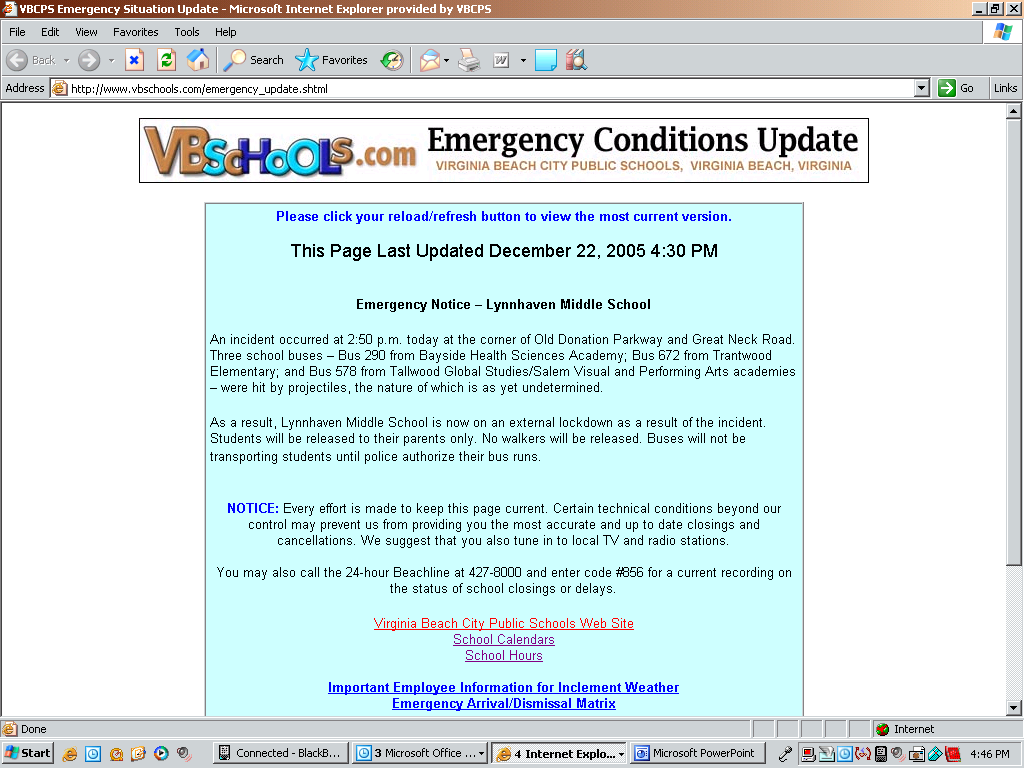 VBCPS Emergency Situation Update - Microsoft Internet Explorer provided by VBCPS
File Edit View Favorites Tools Help
Back Search Favorites
Address http://www.vbschools.com/emergency_update.shtml Go Links
VBSCHOOLS.com Emergency Conditions Update
VIRGINIA BEACH CITY PUBLIC SCHOOLS, VIRGINIA BEACH, VIRGINIA
Please click your reload/refresh button to view the most current version.
This Page Last Updated December 22, 2005 4:30 PM
Emergency Notice – Lynnhaven Middle School
An incident occurred at 2:50 p.m. today at the corner of Old Donation Parkway and Great Neck Road.
Three school buses – Bus 290 from Bayside Health Sciences Academy; Bus 672 from Trantwood
Elementary; and Bus 578 from Tallwood Global Studies/Salem Visual and Performing Arts academies
– were hit by projectiles, the nature of which is as yet undetermined.
As a result, Lynnhaven Middle School is now on an external lockdown as a result of the incident.
Students will be released to their parents only. No walkers will be released. Buses will not be
transporting students until police authorize their bus runs.
NOTICE: Every effort is made to keep this page current. Certain technical conditions beyond our
control may prevent us from providing you the most accurate and up to date closings and
cancellations. We suggest that you also tune in to local TV and radio stations.
You may also call the 24-hour Beachline at 427-8000 and enter code #856 for a current recording on
the status of school closings or delays.
Virginia Beach City Public Schools Web Site
School Calendars
School Hours
Important Employee Information for Inclement Weather
Emergency Arrival/Dismissal Matrix
Done Internet
Start Connected - BlackB... 3 Microsoft Office ... 4 Internet Explo... Microsoft PowerPoint 4:46 PM